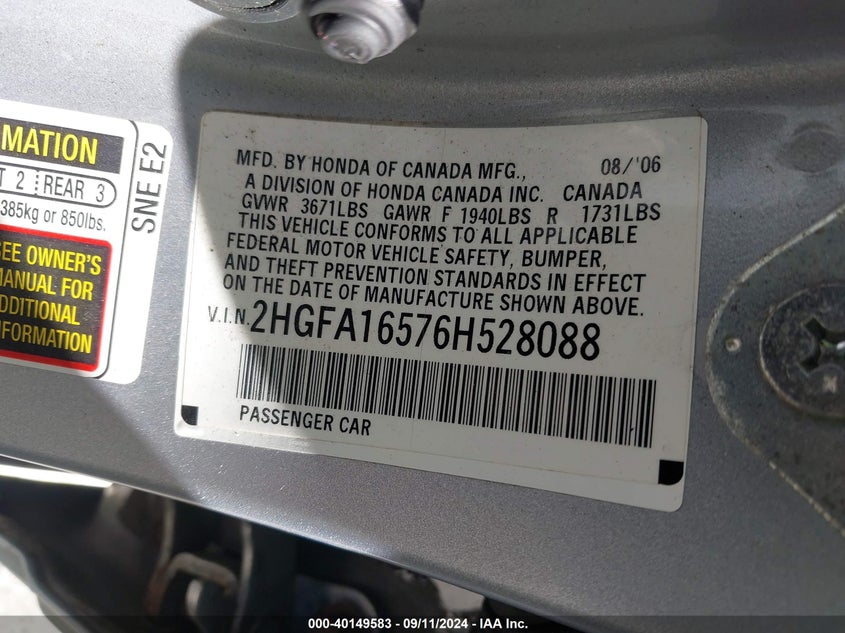 MATION
T 2 REAR 3
385kg or 850lbs.
SEE OWNER'S
MANUAL FOR
ADDITIONAL
INFORMATION
SNE E2
MFD. BY HONDA OF CANADA MFG., 08/'06
A DIVISION OF HONDA CANADA INC. CANADA
GVWR 3671LBS GAWR F 1940LBS R 1731LBS
THIS VEHICLE CONFORMS TO ALL APPLICABLE
FEDERAL MOTOR VEHICLE SAFETY, BUMPER,
AND THEFT PREVENTION STANDARDS IN EFFECT
ON THE DATE OF MANUFACTURE SHOWN ABOVE.
V.I.N. 2HGFA16576H528088
PASSENGER CAR
000-40149583 - 09/11/2024 - IAA Inc.